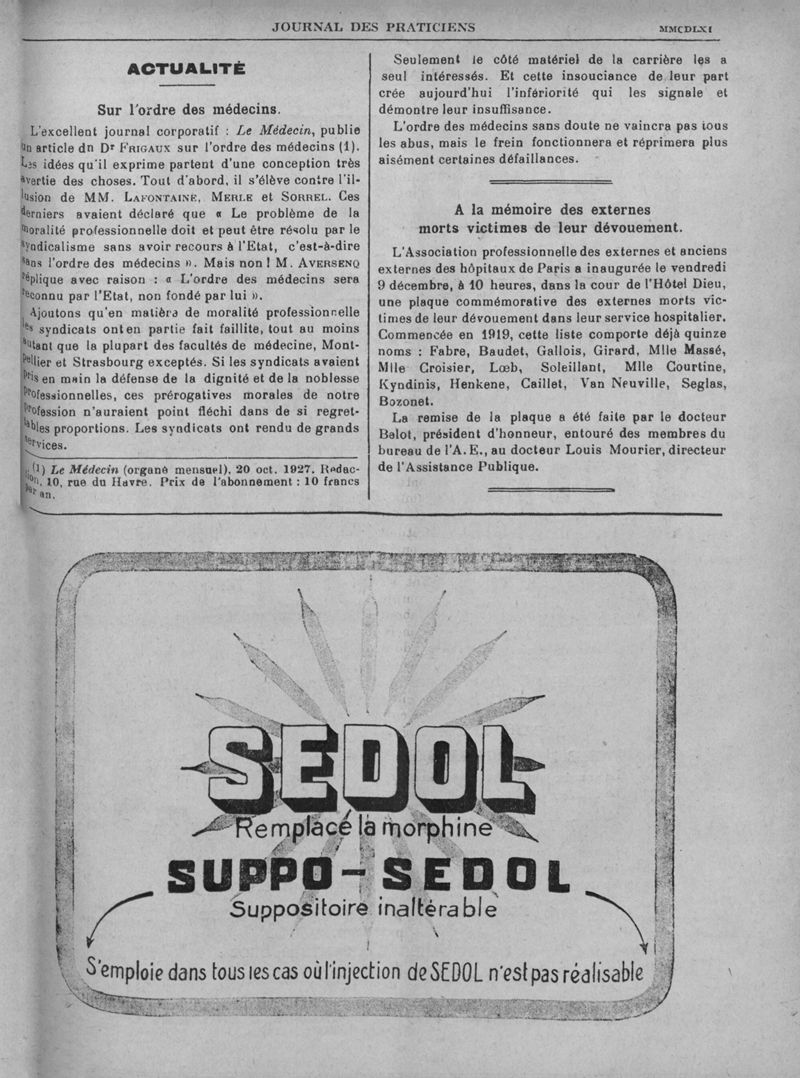 JOURNAL DES PRATICIENS
MMCDLXI
ACTUALITÉ
Sur l'ordre des médecins.
L'excellent journal corporatif : Le Médecin, publie
un article dn Dr FRIGAUX sur l'ordre des médecins (1).
Les idées qu'il exprime partent d'une conception très
avertie des choses. Tout d'abord, il s'élève contre l'il-
lusion de MM. LAFONTAINE, MERLE et SORREL. Ces
derniers avaient déclaré que « Le problème de la
moralité professionnelle doit et peut être résolu par le
syndicalisme sans avoir recours à l'Etat, c'est-à-dire
sans l'ordre des médecins ». Mais non ! M. AVERSENQ
réplique avec raison : « L'ordre des médecins sera
reconnu par l'Etat, non fondé par lui ».
Ajoutons qu'en matière de moralité professionnelle
les syndicats ont en partie fait faillite, tout au moins
autant que la plupart des facultés de médecine, Mont-
pellier et Strasbourg exceptés. Si les syndicats avaient
pris en main la défense de la dignité et de la noblesse
professionnelles, ces prérogatives morales de notre
profession n'auraient point fléchi dans de si regret-
tables proportions. Les syndicats ont rendu de grands
services.
(1) Le Médecin (organe mensuel), 20 oct. 1927. Rédac-
tion, 10, rue du Havre. Prix de l'abonnement : 10 francs
par an.
Seulement le côté matériel de la carrière les a
seul intéressés. Et cette insouciance de leur part
crée aujourd'hui l'infériorité qui les signale et
démontre leur insuffisance.
L'ordre des médecins sans doute ne vaincra pas tous
les abus, mais le frein fonctionnera et réprimera plus
aisément certaines défaillances.
A la mémoire des externes
morts victimes de leur dévouement.
L'Association professionnelle des externes et anciens
externes des hôpitaux de Paris a inaugurée le vendredi
9 décembre, à 10 heures, dans la cour de l'Hôtel Dieu,
une plaque commémorative des externes morts vic-
times de leur dévouement dans leur service hospitalier.
Commencée en 1919, cette liste comporte déjà quinze
noms : Fabre, Baudet, Gallois, Girard, Mlle Massé,
Mlle Croisier, Lœb, Soleillant, Mlle Courtine,
Kyndinis, Henkene, Caillet, Van Neuville, Seglas,
Bozonet.
La remise de la plaque a été faite par le docteur
Balot, président d'honneur, entouré des membres du
bureau de l'A. E., au docteur Louis Mourier, directeur
de l'Assistance Publique.
SEDOL
Remplace la morphine
SUPPO-SEDOL
Suppositoire inaltérable
S'emploie dans tous les cas où l'injection de SEDOL n'est pas réalisable